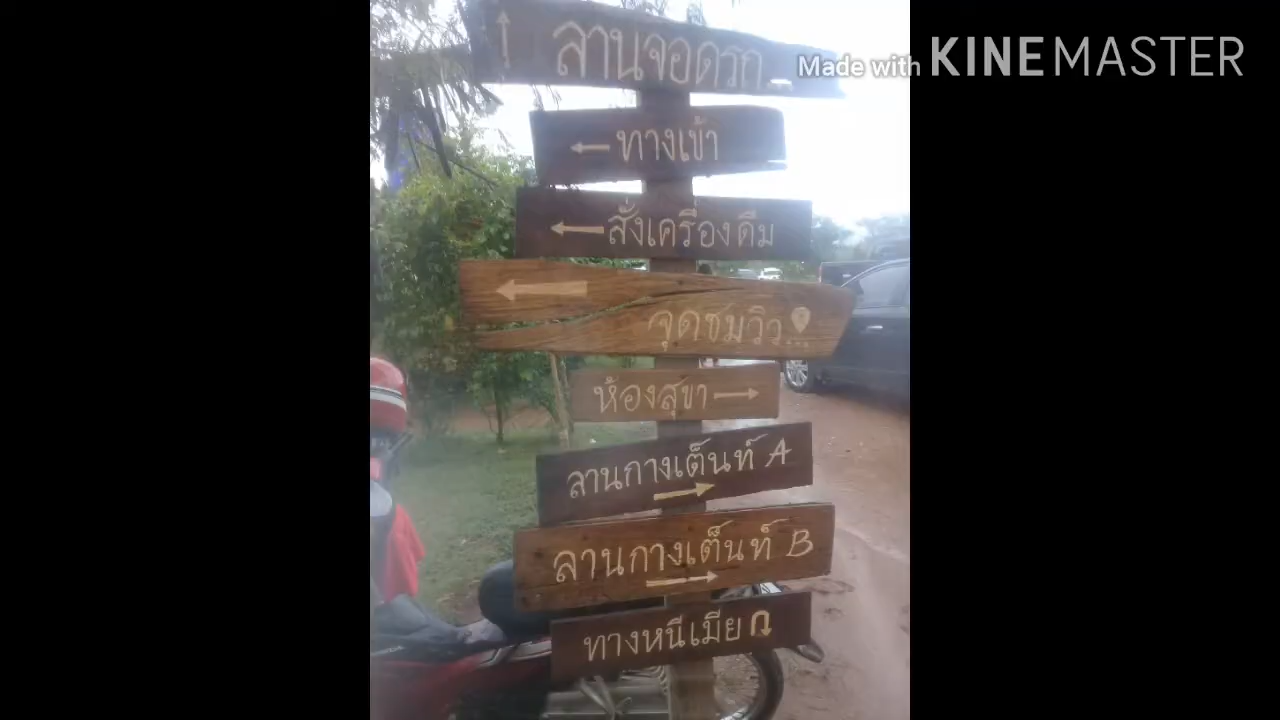 ลานจอดรถ
Made with KINEMASTER
ทางเข้า
สั่งเครื่องดื่ม
จุดชมวิว...
ห้องสุขา
ลานกางเต็นท์ A
ลานกางเต็นท์ B
ทางหนีเมีย